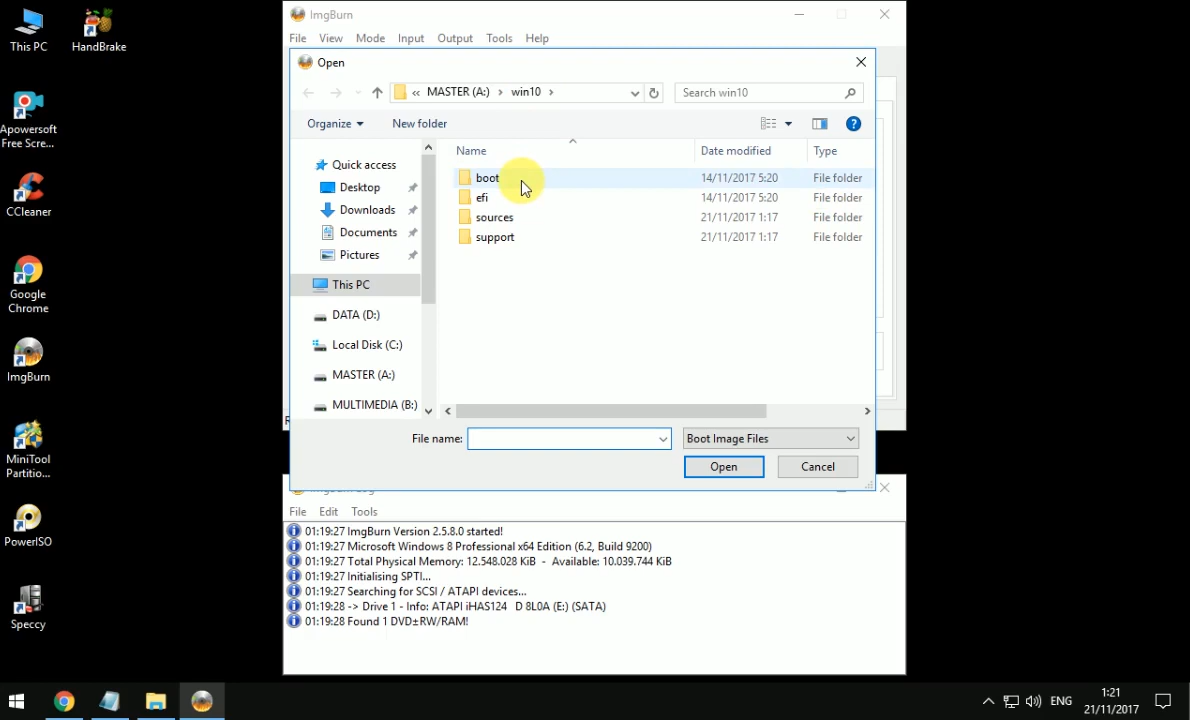 This PC
HandBrake
Apowersoft
Free Scre...
CCleaner
Google
Chrome
ImgBurn
MiniTool
Partitio...
PowerISO
Speccy
ImgBurn
File View Mode Input Output Tools Help
Open
« MASTER (A:) > win10 >
Search win10
Organize
New folder
Quick access
Desktop
Downloads
Documents
Pictures
This PC
DATA (D:)
Local Disk (C:)
MASTER (A:)
MULTIMEDIA (B:)
Name Date modified Type
boot 14/11/2017 5:20 File folder
efi 14/11/2017 5:20 File folder
sources 21/11/2017 1:17 File folder
support 21/11/2017 1:17 File folder
File name:
Boot Image Files
Open Cancel
File Edit Tools
01:19:27 ImgBurn Version 2.5.8.0 started!
01:19:27 Microsoft Windows 8 Professional x64 Edition (6.2, Build 9200)
01:19:27 Total Physical Memory: 12.548.028 KiB - Available: 10.039.744 KiB
01:19:27 Initialising SPTI...
01:19:27 Searching for SCSI / ATAPI devices...
01:19:28 -> Drive 1 - Info: ATAPI iHAS124 D 8L0A (E:) (SATA)
01:19:28 Found 1 DVD±RW/RAM!
ENG
1:21
21/11/2017